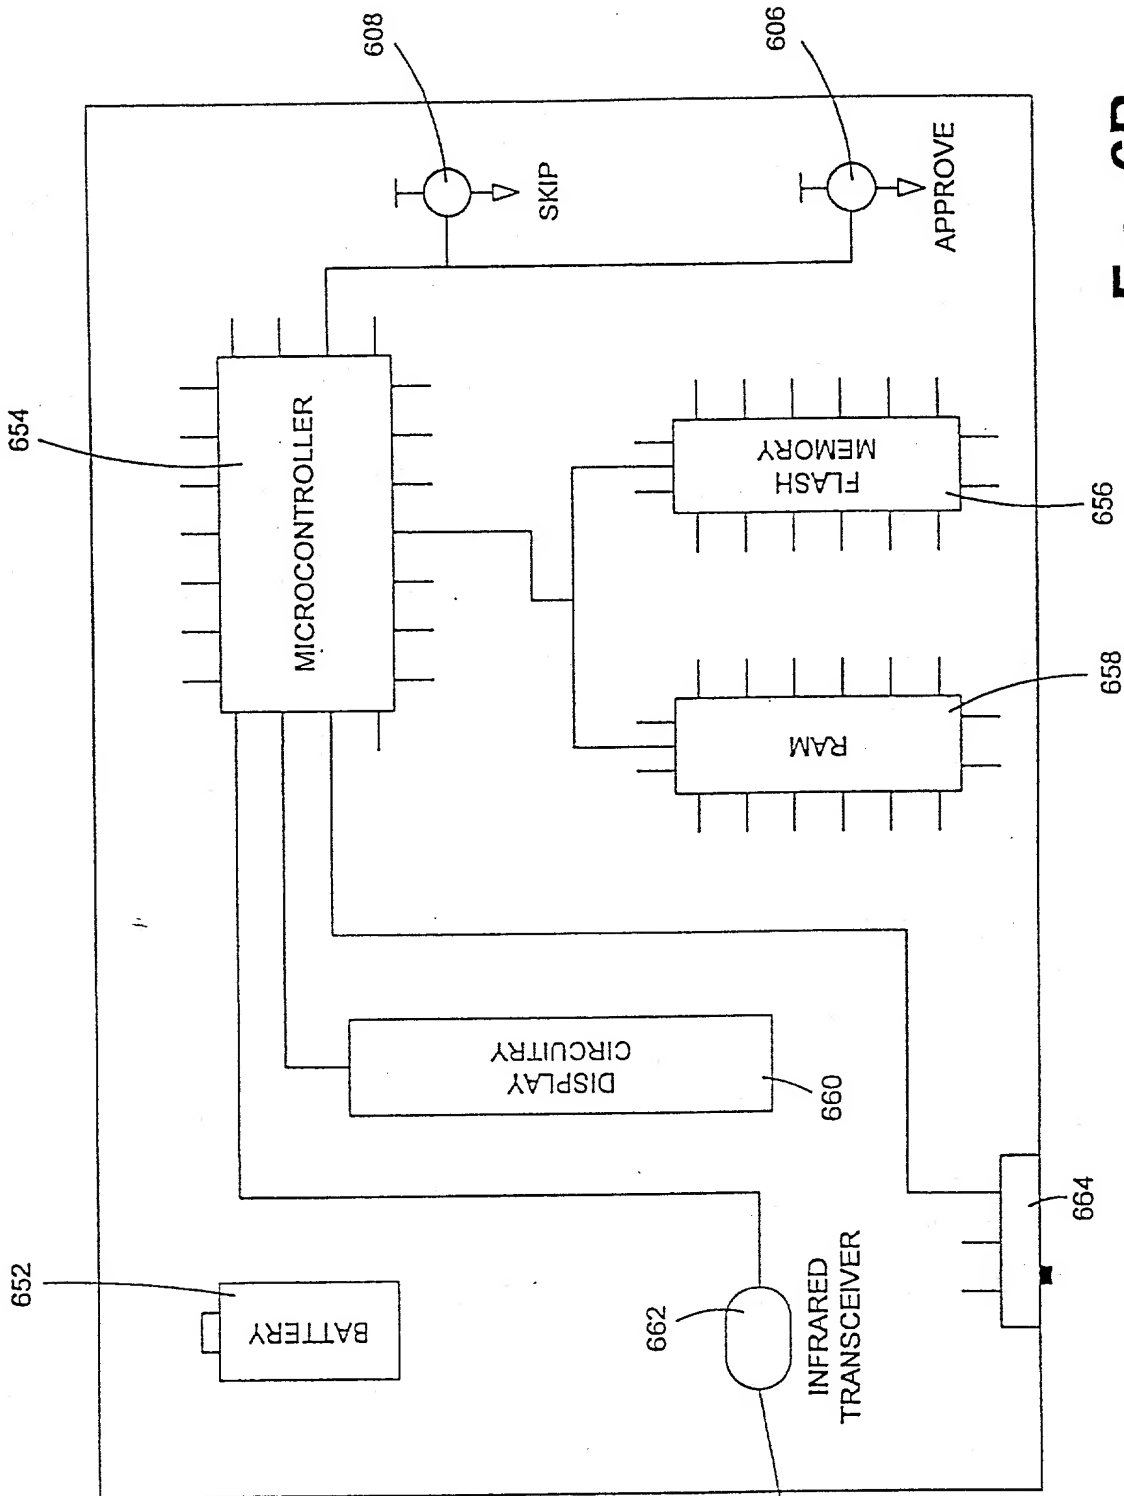 652
654
608
606
BATTERY
MICROCONTROLLER
SKIP
APPROVE
DISPLAY
CIRCUITRY
660
RAM
658
FLASH
MEMORY
656
662
INFRARED
TRANSCEIVER
664